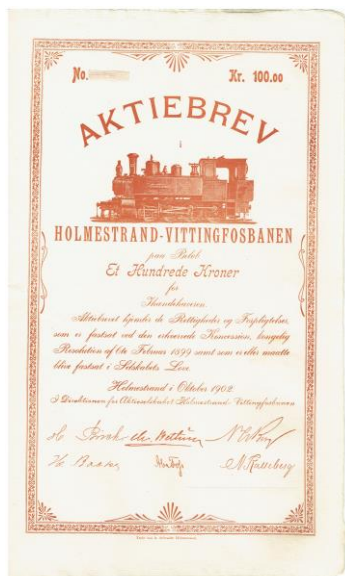 No.
Kr. 100.00
AKTIEBREV
i
HOLMESTRAND-VITTINGFOSBANEN
paa Beløb
Et Hundrede Kroner
for
Ihændehaveren.
Aktiebrevet hjemler de Rettigheder og Forpligtelser,
som er fastsat ved den erhvervede Koncession, kongelig
Resolution af 6te Februar 1899 samt som er eller maatte
blive fastsat i Selskabets Love.
Holmestrand i Oktober 1902
I Direktionen for Aktieselskabet Holmestrand-Vittingfosbanen